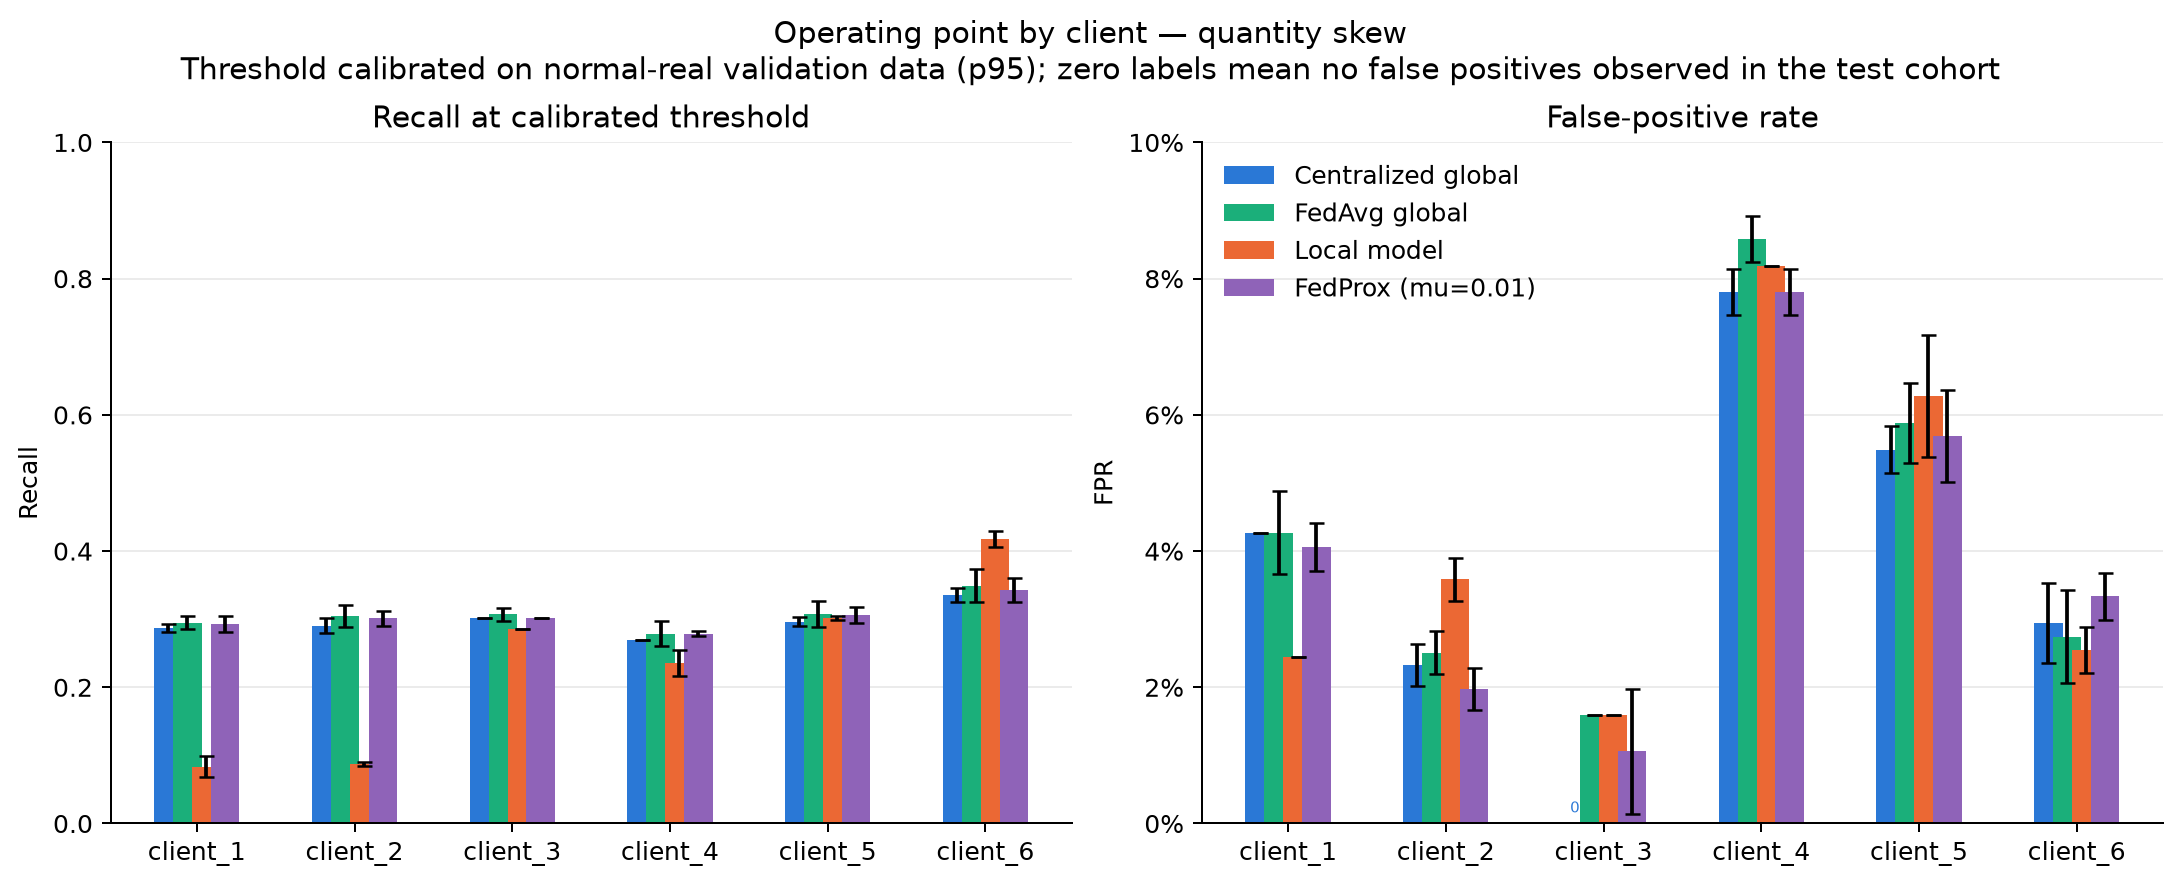 Operating point by client — quantity skew
Threshold calibrated on normal-real validation data (p95); zero labels mean no false positives observed in the test cohort
Recall at calibrated threshold
Recall
1.0
0.8
0.6
0.4
0.2
0.0
client_1 client_2 client_3 client_4 client_5 client_6
False-positive rate
FPR
10%
8%
6%
4%
2%
0%
Centralized global
FedAvg global
Local model
FedProx (mu=0.01)
0
client_1 client_2 client_3 client_4 client_5 client_6